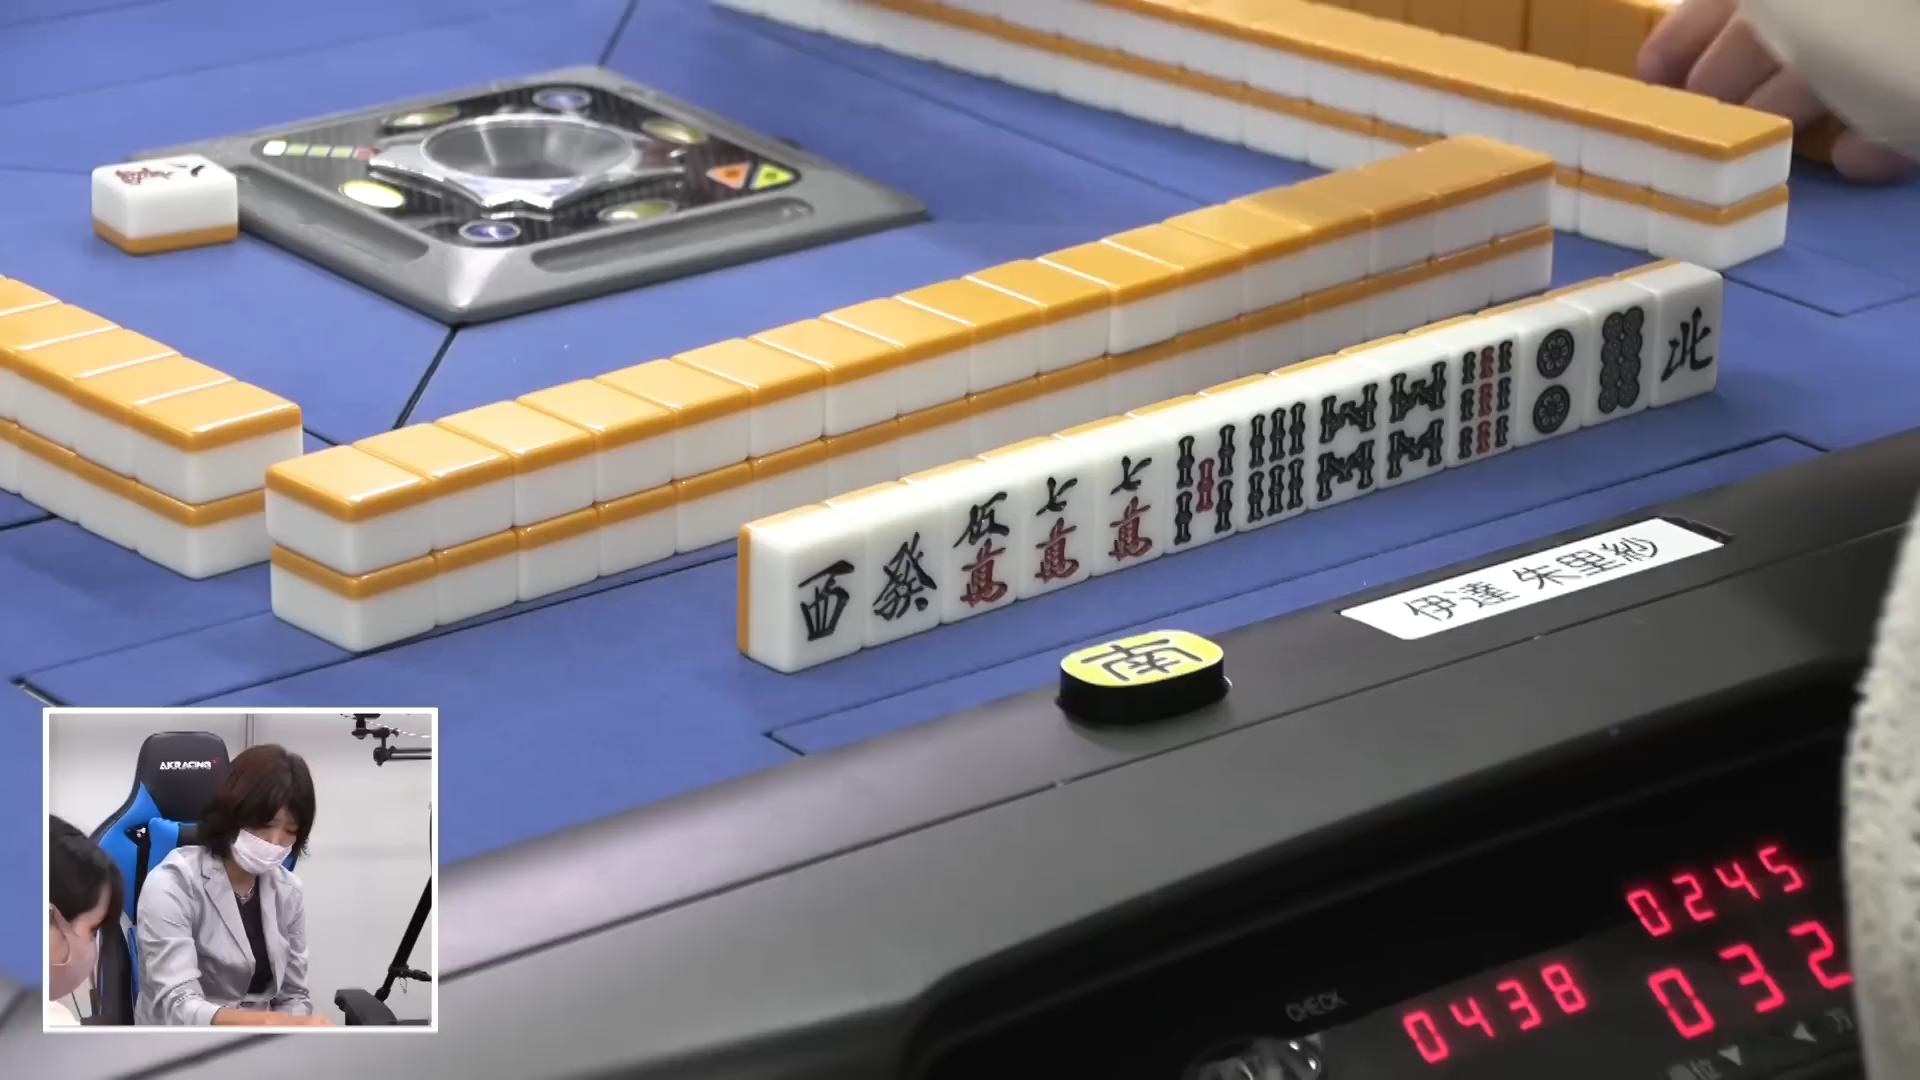 西 發 伍萬 七萬 七萬
北
伊達 朱里紗
南
AKRACING
0245
0438
032
CHECK